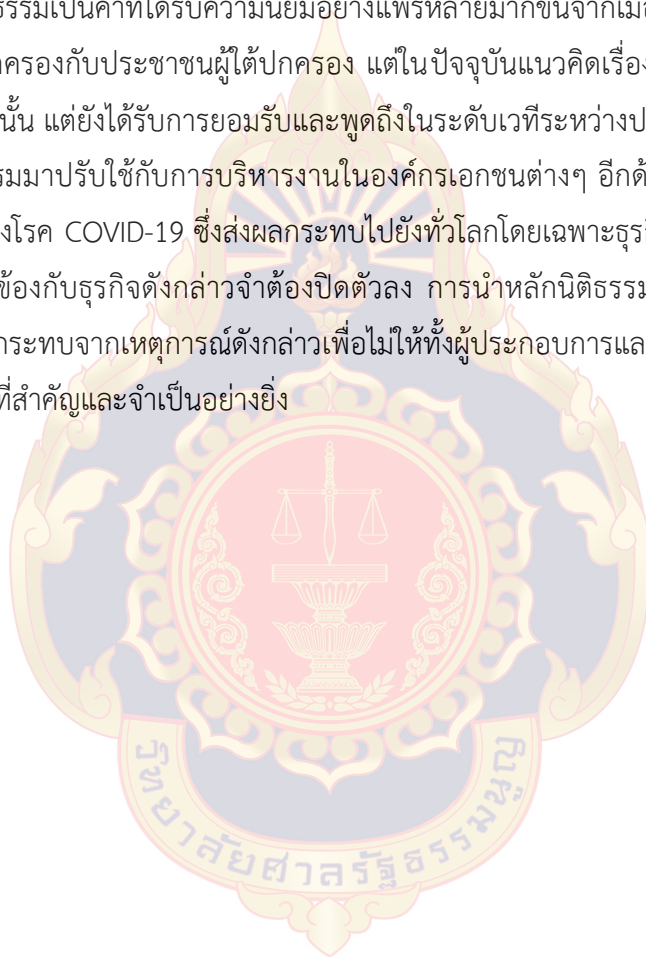 ธรรมเป็นคำที่ได้รับความนิยมอย่างแพร่หลายมากขึ้นจากเมื่อ
ครองกับประชาชนผู้ใต้ปกครอง แต่ในปัจจุบันแนวคิดเรื่อง
นั้น แต่ยังได้รับการยอมรับและพูดถึงในระดับเวทีระหว่างป
รมมาปรับใช้กับการบริหารงานในองค์กรเอกชนต่างๆ อีกด้
งโรค COVID-19 ซึ่งส่งผลกระทบไปยังทั่วโลกโดยเฉพาะธุรกิ
ข้องกับธุรกิจดังกล่าวจำต้องปิดตัวลง การนำหลักนิติธรรม
กระทบจากเหตุการณ์ดังกล่าวเพื่อไม่ให้ทั้งผู้ประกอบการและ
ที่สำคัญและจำเป็นอย่างยิ่ง
วิทยาลัยศาลรัฐธรรมนูญ